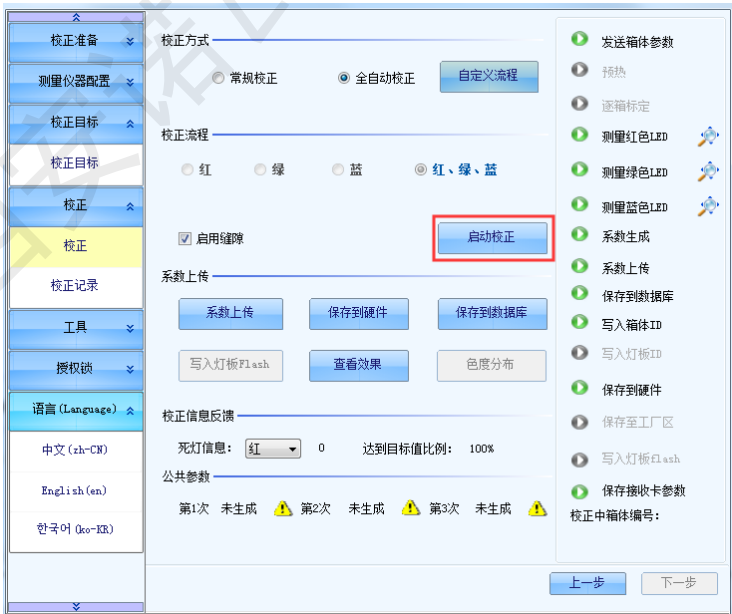 校正准备
测量仪器配置
校正目标
校正目标
校正
校正
校正记录
工具
授权锁
语言(Language)
中文(zh-CN)
English(en)
한국어(ko-KR)
校正方式
常规校正 全自动校正 自定义流程
校正流程
红 绿 蓝 红、绿、蓝
启用缝隙 启动校正
系数上传
系数上传 保存到硬件 保存到数据库
写入灯板Flash 查看效果 色度分布
校正信息反馈
死灯信息: 红 0 达到目标值比例: 100%
公共参数
第1次 未生成 第2次 未生成 第3次 未生成
发送箱体参数
预热
逐箱标定
测量红色LED
测量绿色LED
测量蓝色LED
系数生成
系数上传
保存到数据库
写入箱体ID
写入灯板ID
保存到硬件
保存至工厂区
写入灯板flash
保存接收卡参数
校正中箱体编号:
上一步 下一步